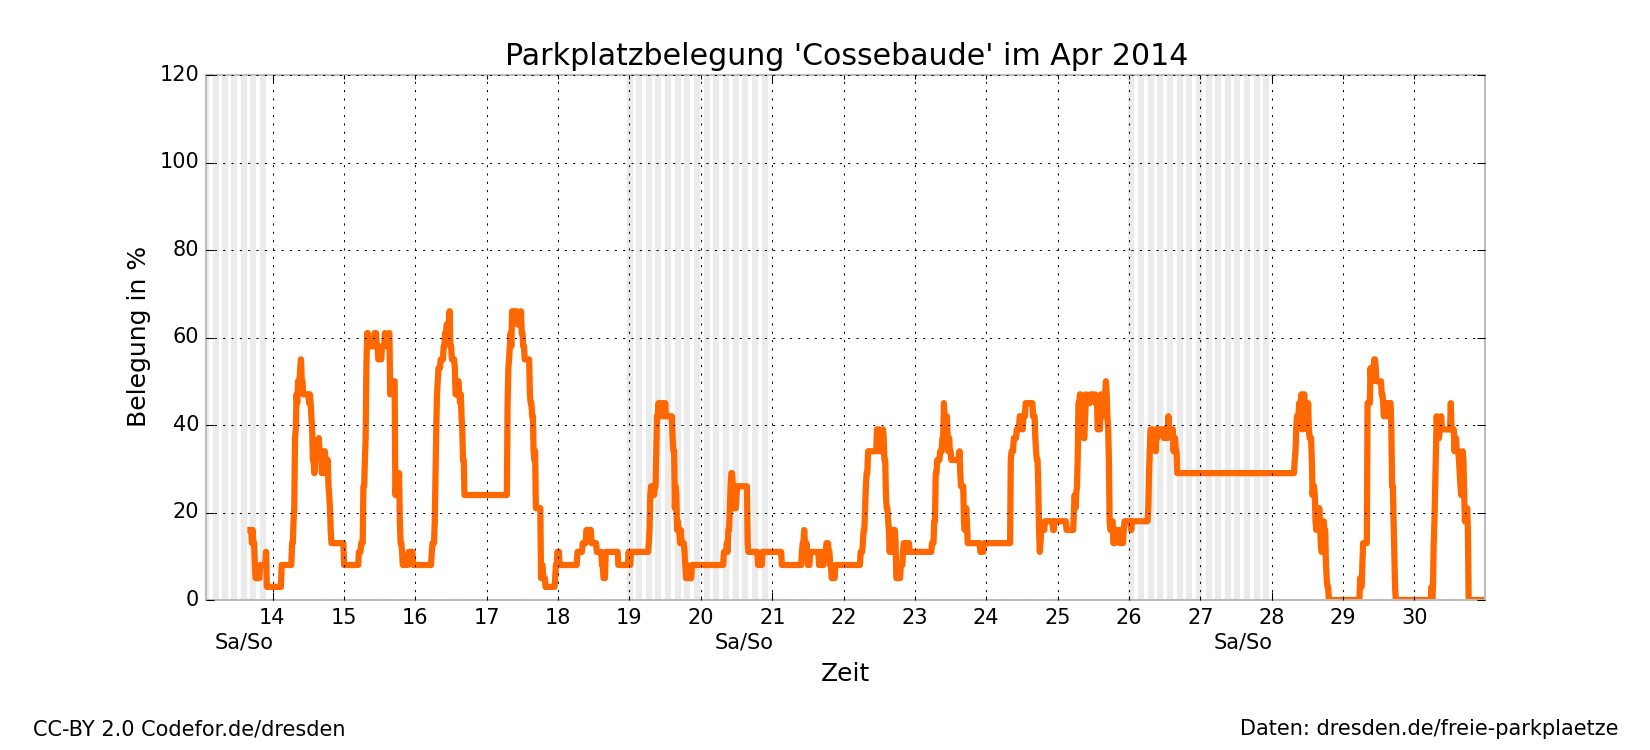 Parkplatzbelegung 'Cossebaude' im Apr 2014
120
100
80
60
40
20
0
Belegung in %
14 15 16 17 18 19 20 21 22 23 24 25 26 27 28 29 30
Sa/So Sa/So Sa/So
Zeit
CC-BY 2.0 Codefor.de/dresden
Daten: dresden.de/freie-parkplaetze